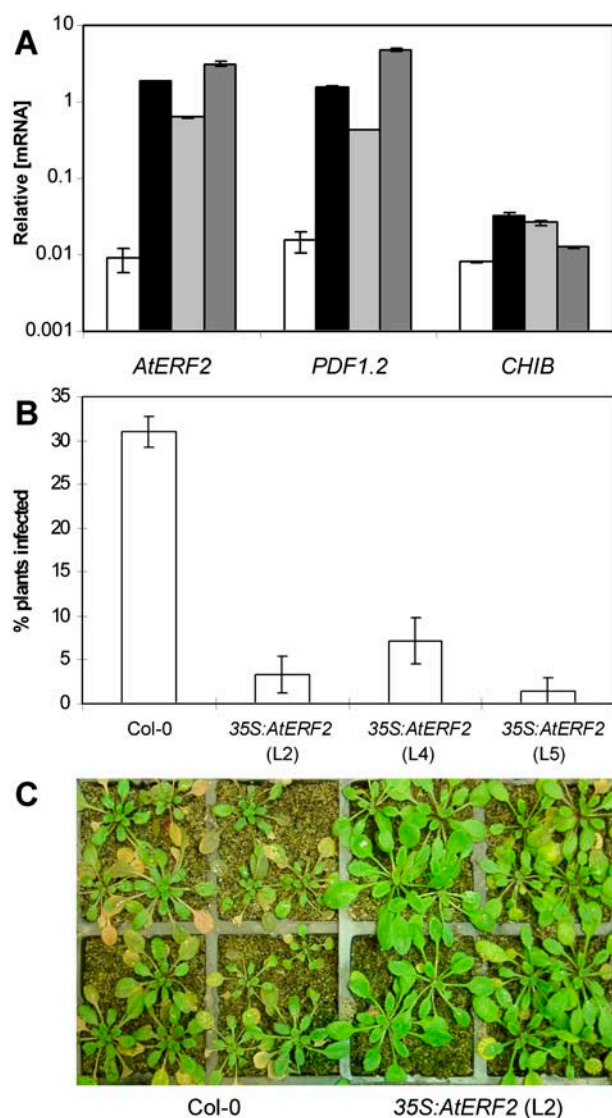 A
Relative [mRNA]
10
1
0.1
0.01
0.001
AtERF2 PDF1.2 CHIB
B
% plants infected
35
30
25
20
15
10
5
0
Col-0 35S:AtERF2 35S:AtERF2 35S:AtERF2
(L2) (L4) (L5)
C
Col-0 35S:AtERF2 (L2)